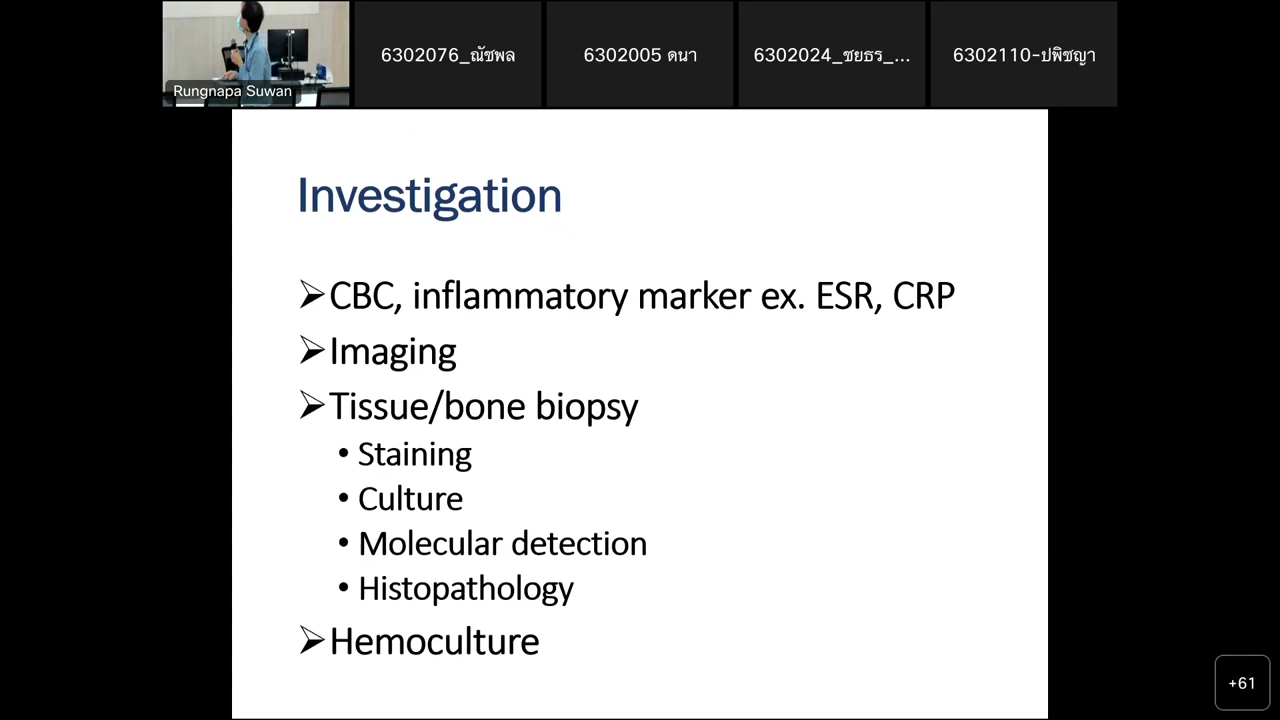 Rungnapa Suwan
6302076_ณัชพล
6302005 ดนา
6302024_ชยธร_...
6302110-ปพิชญา
Investigation
➢CBC, inflammatory marker ex. ESR, CRP
➢Imaging
➢Tissue/bone biopsy
• Staining
• Culture
• Molecular detection
• Histopathology
➢Hemoculture
+61